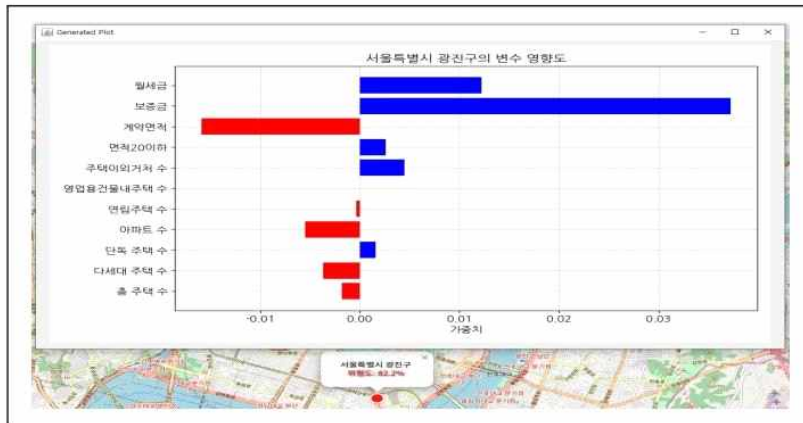 Generated Plot
서울특별시 광진구의 변수 영향도
월세금
보증금
계약면적
면적20이하
주택이외거처 수
영업용건물내주택 수
연립주택 수
아파트 수
단독 주택 수
다세대 주택 수
총 주택 수
-0.01 0.00 0.01 0.02 0.03
가중치
서울특별시 광진구
위험도: 82.2%